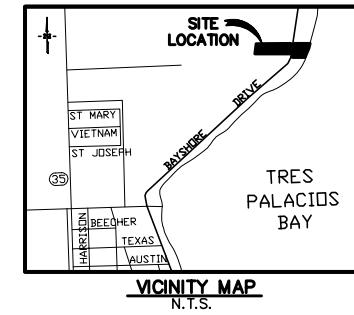 SITE
LOCATION
BAYSHORE DRIVE
ST MARY
VIETNAM
ST JOSEPH
35
TRES
PALACIOS
BAY
HARRISON
BEECHER
TEXAS
AUSTIN
VICINITY MAP
N.T.S.